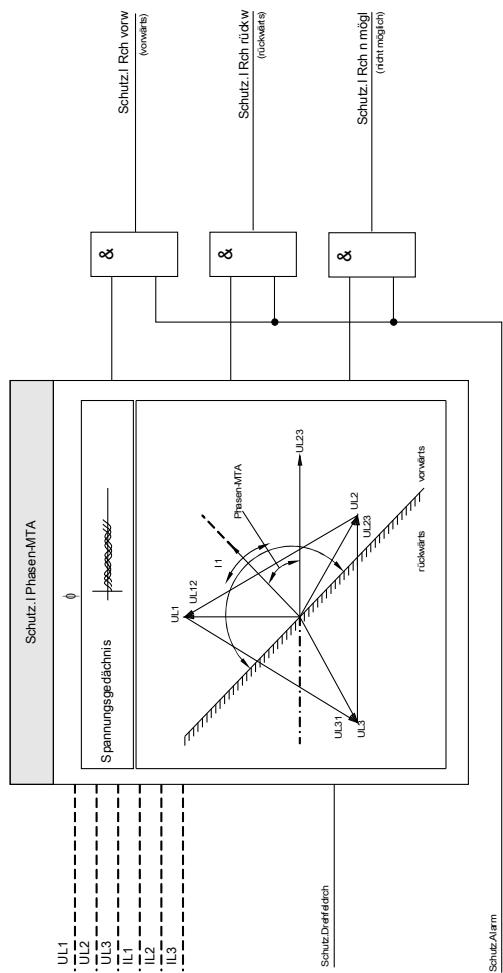 Schutz.I Phasen-MTA
ϕ
Spannungsgedächnis
UL1
UL2
UL3
IL1
IL2
IL3
UL1
UL12
I1
Phasen-MTA
UL23
UL31
UL3
UL2
UL23
vorwärts
rückwärts
&
Schutz.I Rch vorw
(vorwärts)
&
Schutz.I Rch rückw
(rückwärts)
&
Schutz.I Rch n mögl
(nicht möglich)
Schutz.Drehfeldrch
Schutz.Alarm